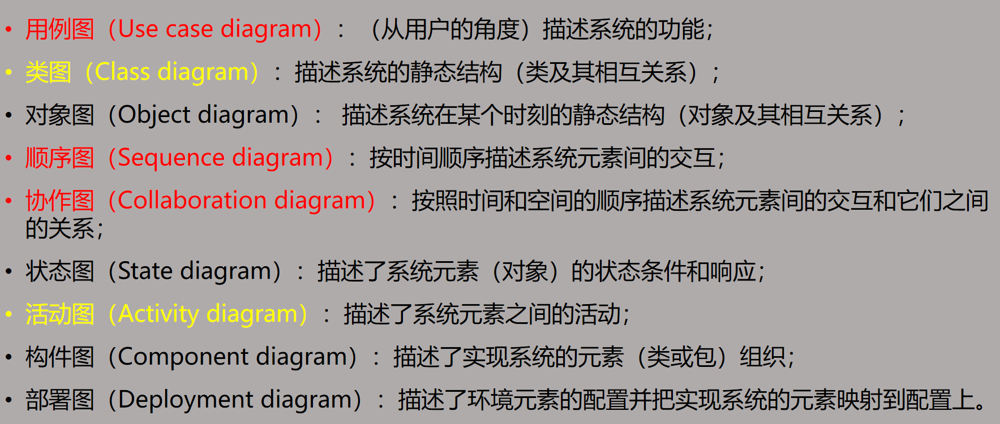 • 用例图（Use case diagram）：（从用户的角度）描述系统的功能；
• 类图（Class diagram）：描述系统的静态结构（类及其相互关系）；
• 对象图（Object diagram）： 描述系统在某个时刻的静态结构（对象及其相互关系）；
• 顺序图（Sequence diagram）：按时间顺序描述系统元素间的交互；
• 协作图（Collaboration diagram）：按照时间和空间的顺序描述系统元素间的交互和它们之间
的关系；
• 状态图（State diagram）：描述了系统元素（对象）的状态条件和响应；
• 活动图（Activity diagram）：描述了系统元素之间的活动；
• 构件图（Component diagram）：描述了实现系统的元素（类或包）组织；
• 部署图（Deployment diagram）：描述了环境元素的配置并把实现系统的元素映射到配置上。